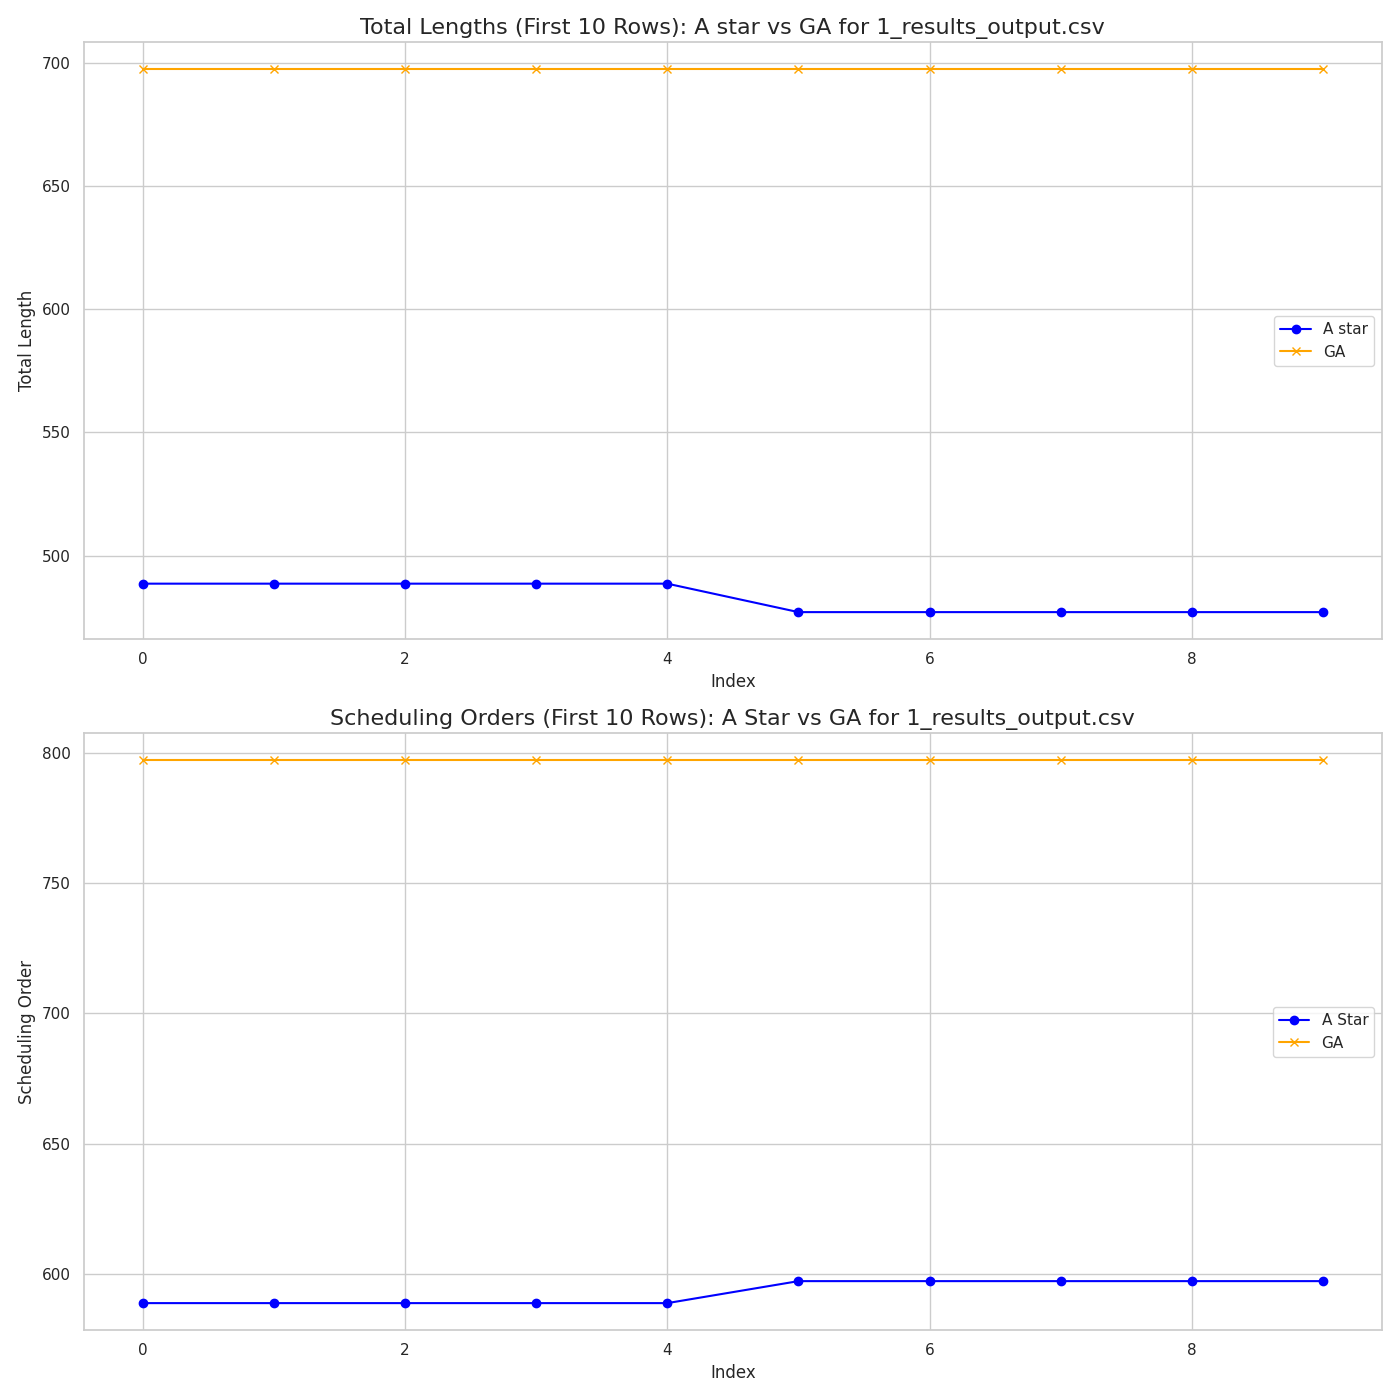 Total Lengths (First 10 Rows): A star vs GA for 1_results_output.csv
700
650
600
550
500
Total Length
A star
GA
0 2 4 6 8
Index
Scheduling Orders (First 10 Rows): A Star vs GA for 1_results_output.csv
800
750
700
650
600
Scheduling Order
A Star
GA
0 2 4 6 8
Index